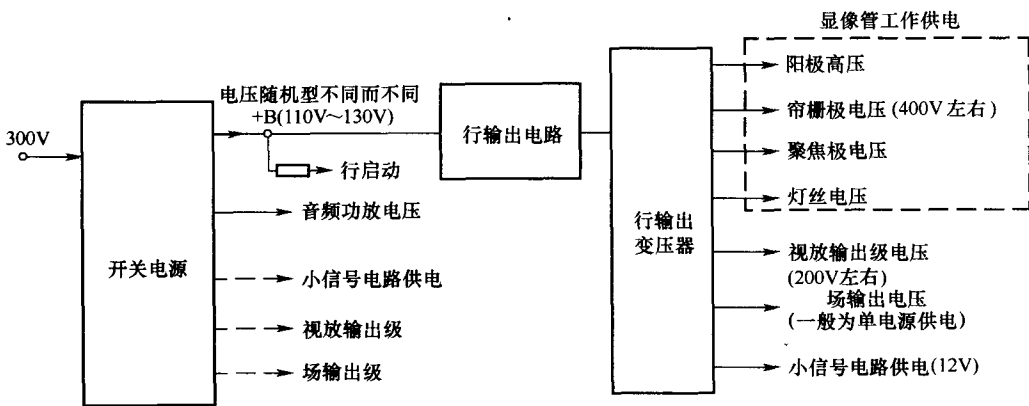 显像管工作供电
阳极高压
帘栅极电压(400V左右)
聚焦极电压
灯丝电压
电压随机型不同而不同
+B(110V~130V)
300V
行启动
音频功放电压
开关电源
小信号电路供电
视放输出级
场输出级
行输出电路
行输出
变压器
视放输出级电压
(200V左右)
场输出电压
(一般为单电源供电)
小信号电路供电(12V)